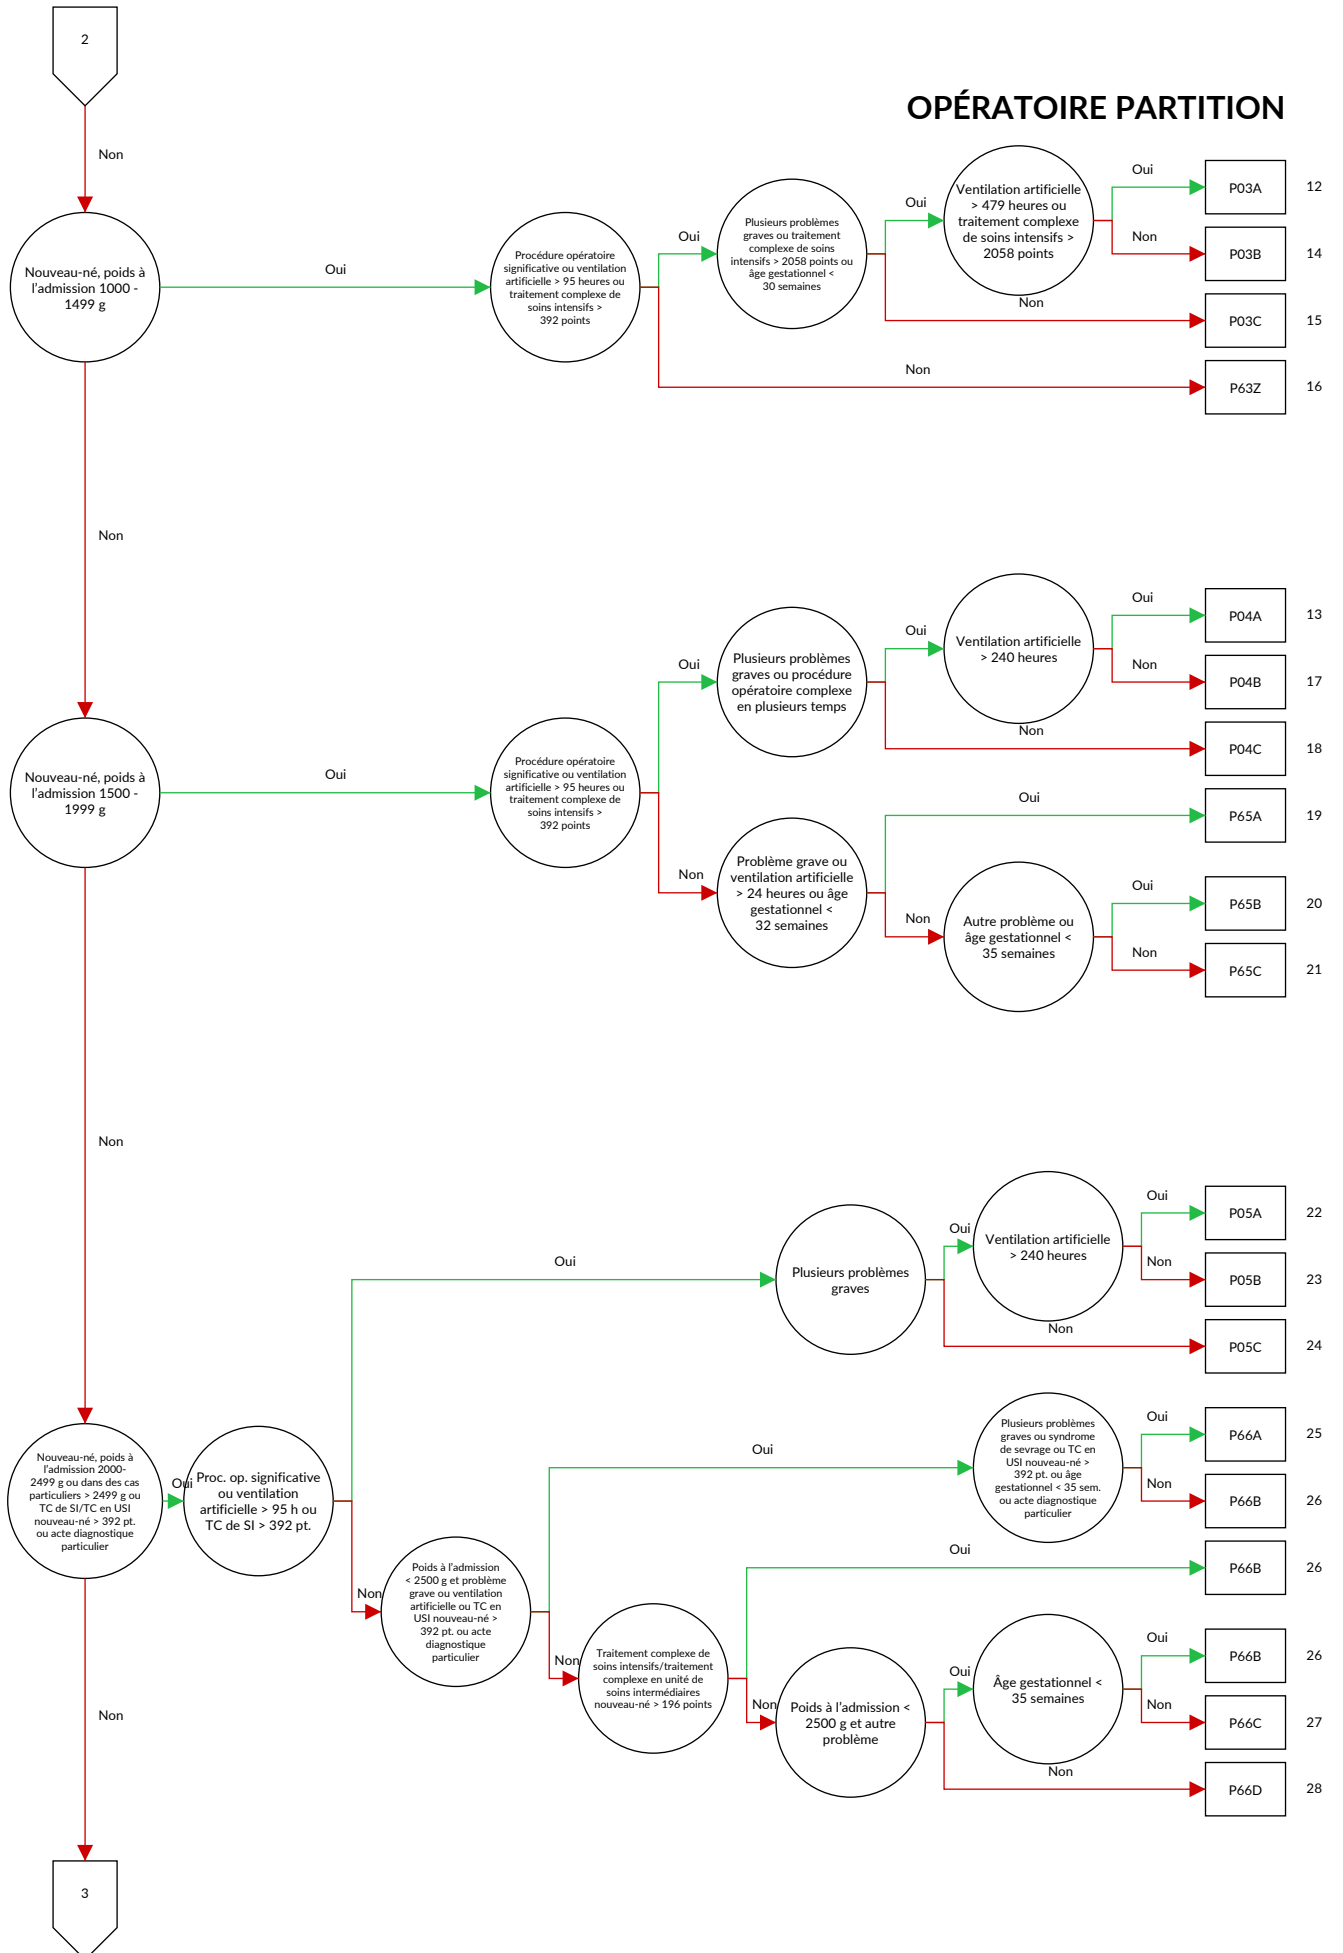 2
OPÉRATOIRE PARTITION
Non
Nouveau-né, poids à
l'admission 1000 -
1499 g
Oui
Procédure opératoire
significative ou ventilation
artificielle > 95 heures ou
traitement complexe de
soins intensifs >
392 points
Oui
Plusieurs problèmes
graves ou traitement
complexe de soins
intensifs > 2058 points ou
âge gestationnel <
30 semaines
Oui
Ventilation artificielle
> 479 heures ou
traitement complexe
de soins intensifs >
2058 points
Oui
P03A
12
Non
P03B
14
Non
P03C
15
Non
P63Z
16
Non
Nouveau-né, poids à
l'admission 1500 -
1999 g
Oui
Procédure opératoire
significative ou ventilation
artificielle > 95 heures ou
traitement complexe de
soins intensifs >
392 points
Oui
Plusieurs problèmes
graves ou procédure
opératoire complexe
en plusieurs temps
Oui
Ventilation artificielle
> 240 heures
Oui
P04A
13
Non
P04B
17
Non
P04C
18
Non
Problème grave ou
ventilation artificielle
> 24 heures ou âge
gestationnel <
32 semaines
Oui
P65A
19
Non
Autre problème ou
âge gestationnel <
35 semaines
Oui
P65B
20
Non
P65C
21
Non
Nouveau-né, poids à
l'admission 2000-
2499 g ou dans des cas
particuliers > 2499 g ou
TC de SI/TC en USI
nouveau-né > 392 pt.
ou acte diagnostique
particulier
Oui
Proc. op. significative
ou ventilation
artificielle > 95 h ou
TC de SI > 392 pt.
Oui
Plusieurs problèmes
graves
Oui
Ventilation artificielle
> 240 heures
Oui
P05A
22
Non
P05B
23
Non
P05C
24
Non
Poids à l'admission
< 2500 g et problème
grave ou ventilation
artificielle ou TC en
USI nouveau-né >
392 pt. ou acte
diagnostique
particulier
Oui
Plusieurs problèmes
graves ou syndrome
de sevrage ou TC en
USI nouveau-né >
392 pt. ou âge
gestationnel < 35 sem.
ou acte diagnostique
particulier
Oui
P66A
25
Non
P66B
26
Non
Traitement complexe de
soins intensifs/traitement
complexe en unité de
soins intermédiaires
nouveau-né > 196 points
Oui
P66B
26
Non
Poids à l'admission <
2500 g et autre
problème
Oui
Âge gestationnel <
35 semaines
Oui
P66B
26
Non
P66C
27
Non
P66D
28
Non
3